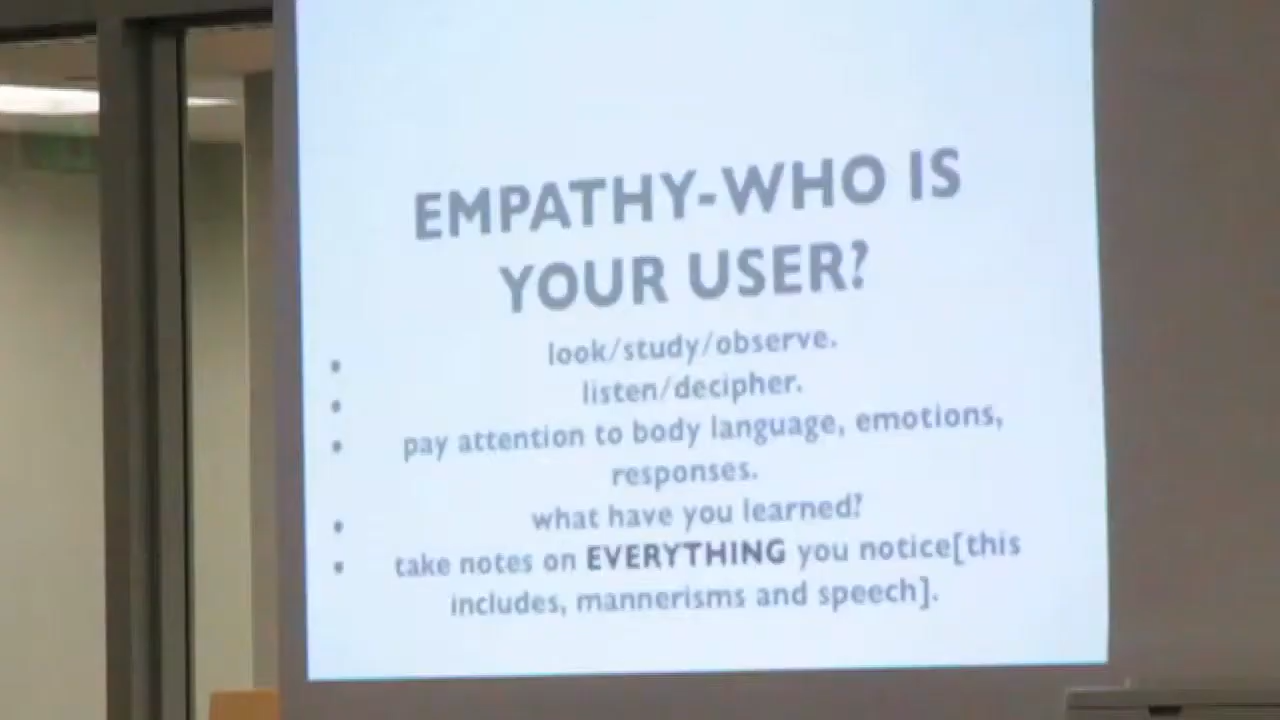 EMPATHY-WHO IS
YOUR USER?
• look/study/observe.
• listen/decipher.
• pay attention to body language, emotions,
responses.
• what have you learned?
• take notes on EVERYTHING you notice[this
includes, mannerisms and speech].